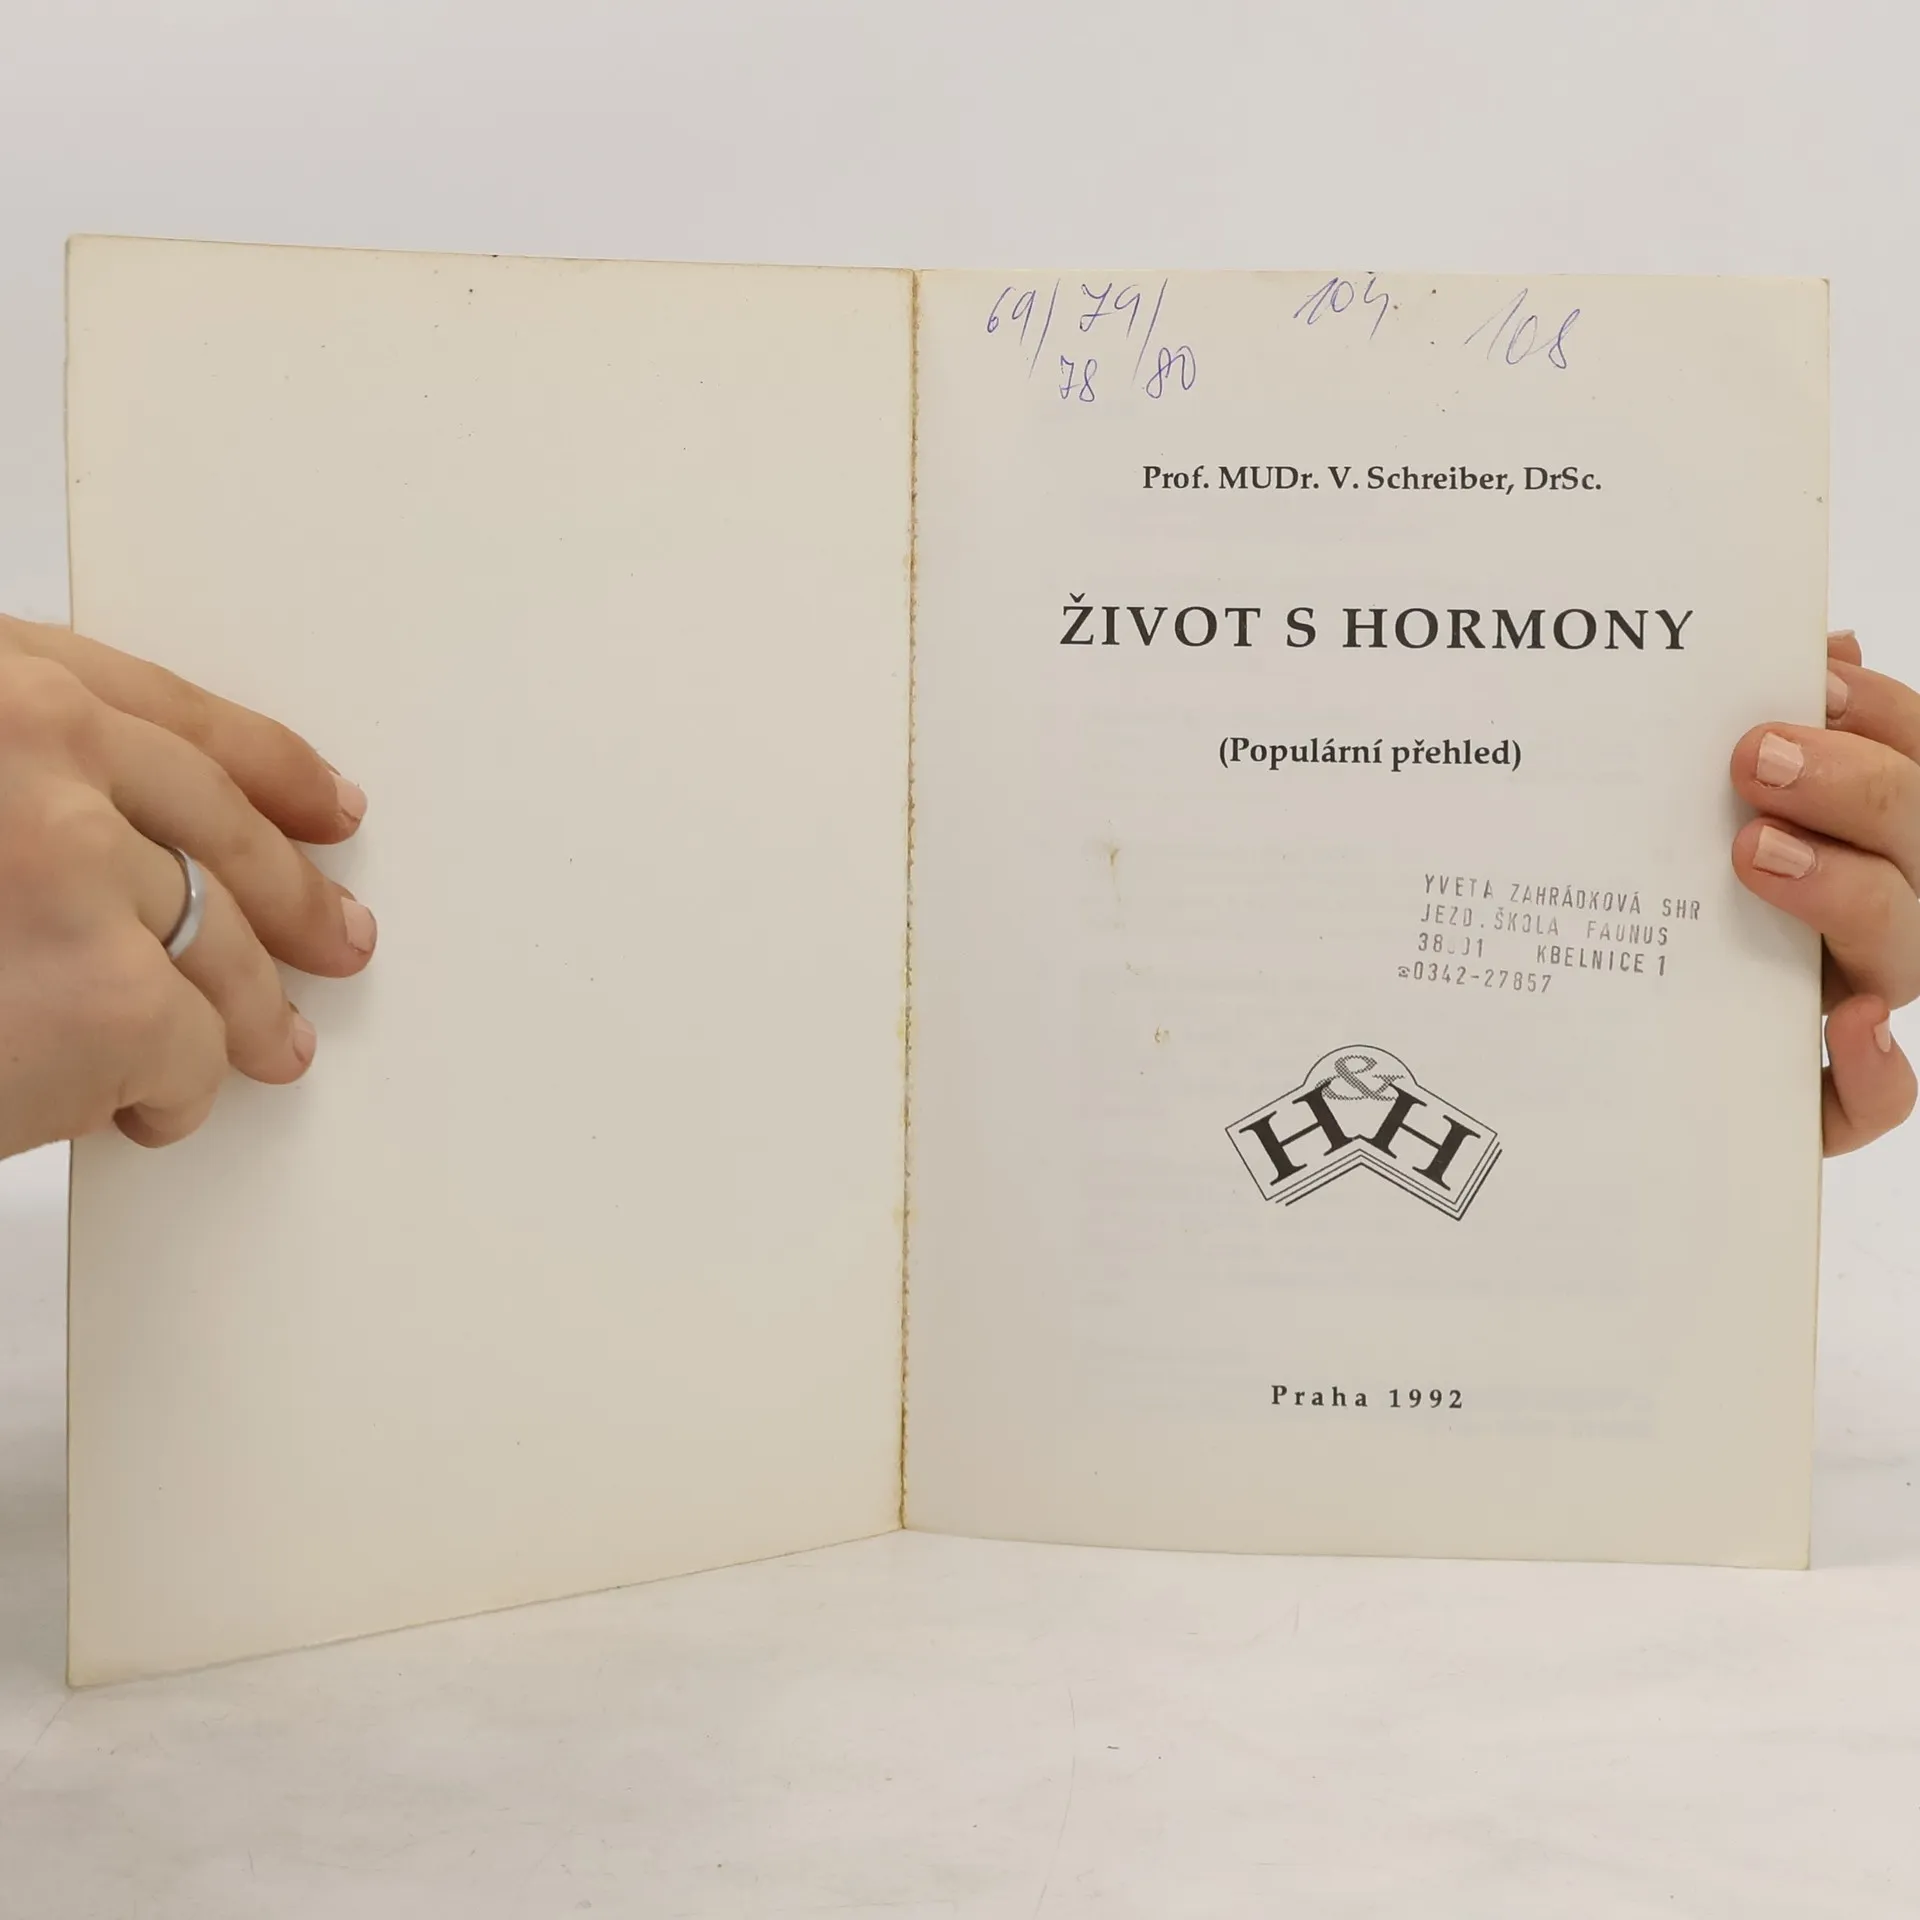 69/ 79/ 104. 108
78 80
Prof. MUDr. V. Schreiber, DrSc.
ŽIVOT S HORMONY
(Populární přehled)
YVETA ZAHRÁDKOVÁ SHR
JEZD. ŠKOLA FAUNUS
KBELNICE 1
☎0342-27857
H&H
Praha 1992